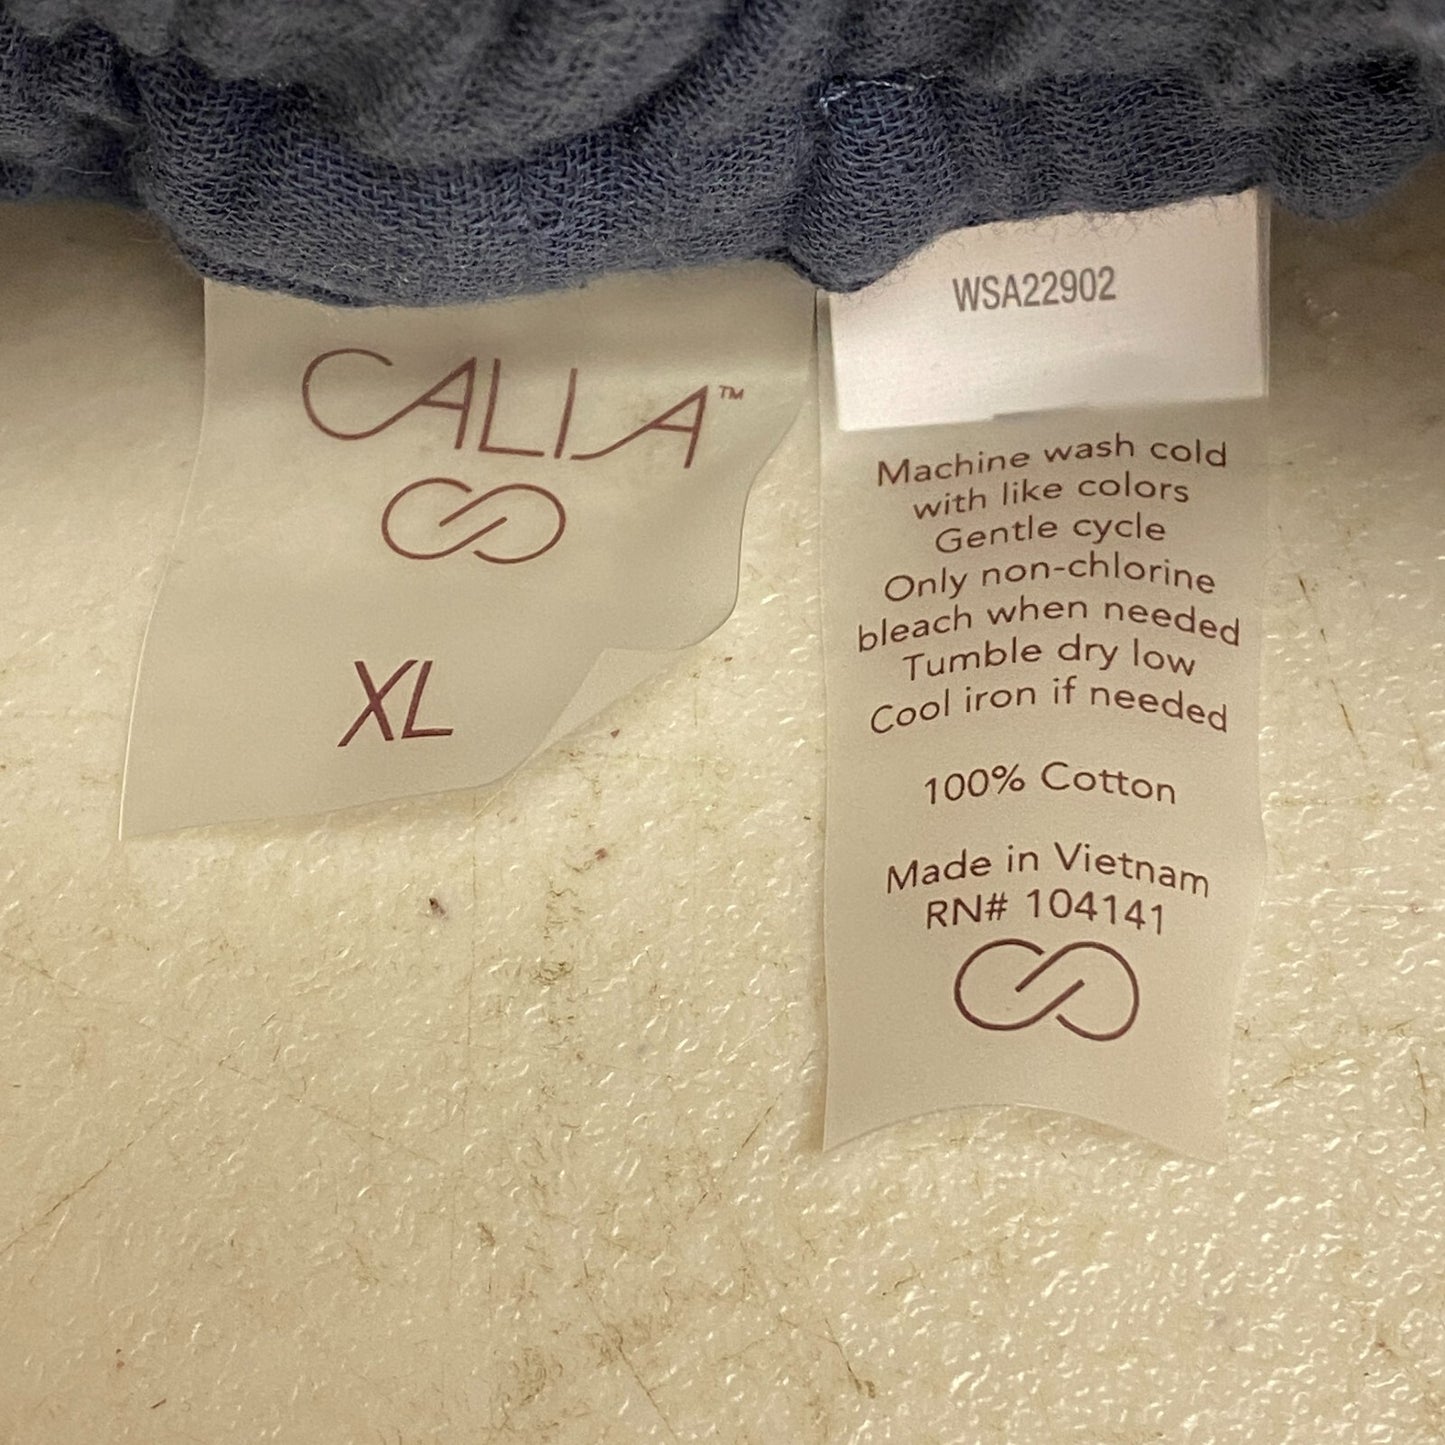 CALIA™
XL
WSA22902
Machine wash cold
with like colors
Gentle cycle
Only non-chlorine
bleach when needed
Tumble dry low
Cool iron if needed
100% Cotton
Made in Vietnam
RN# 104141